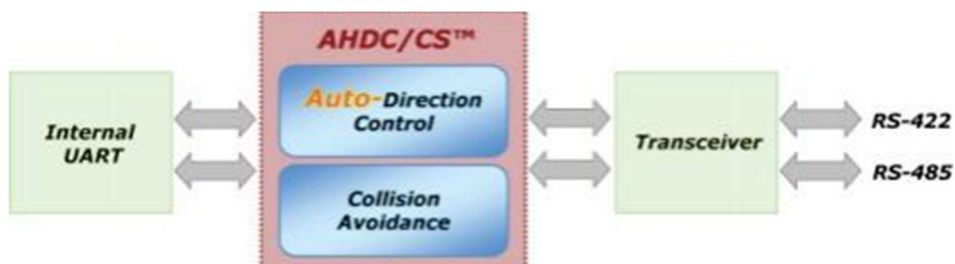 AHDC/CS™
Internal
UART
Auto-Direction
Control
Collision
Avoidance
Transceiver
RS-422
RS-485